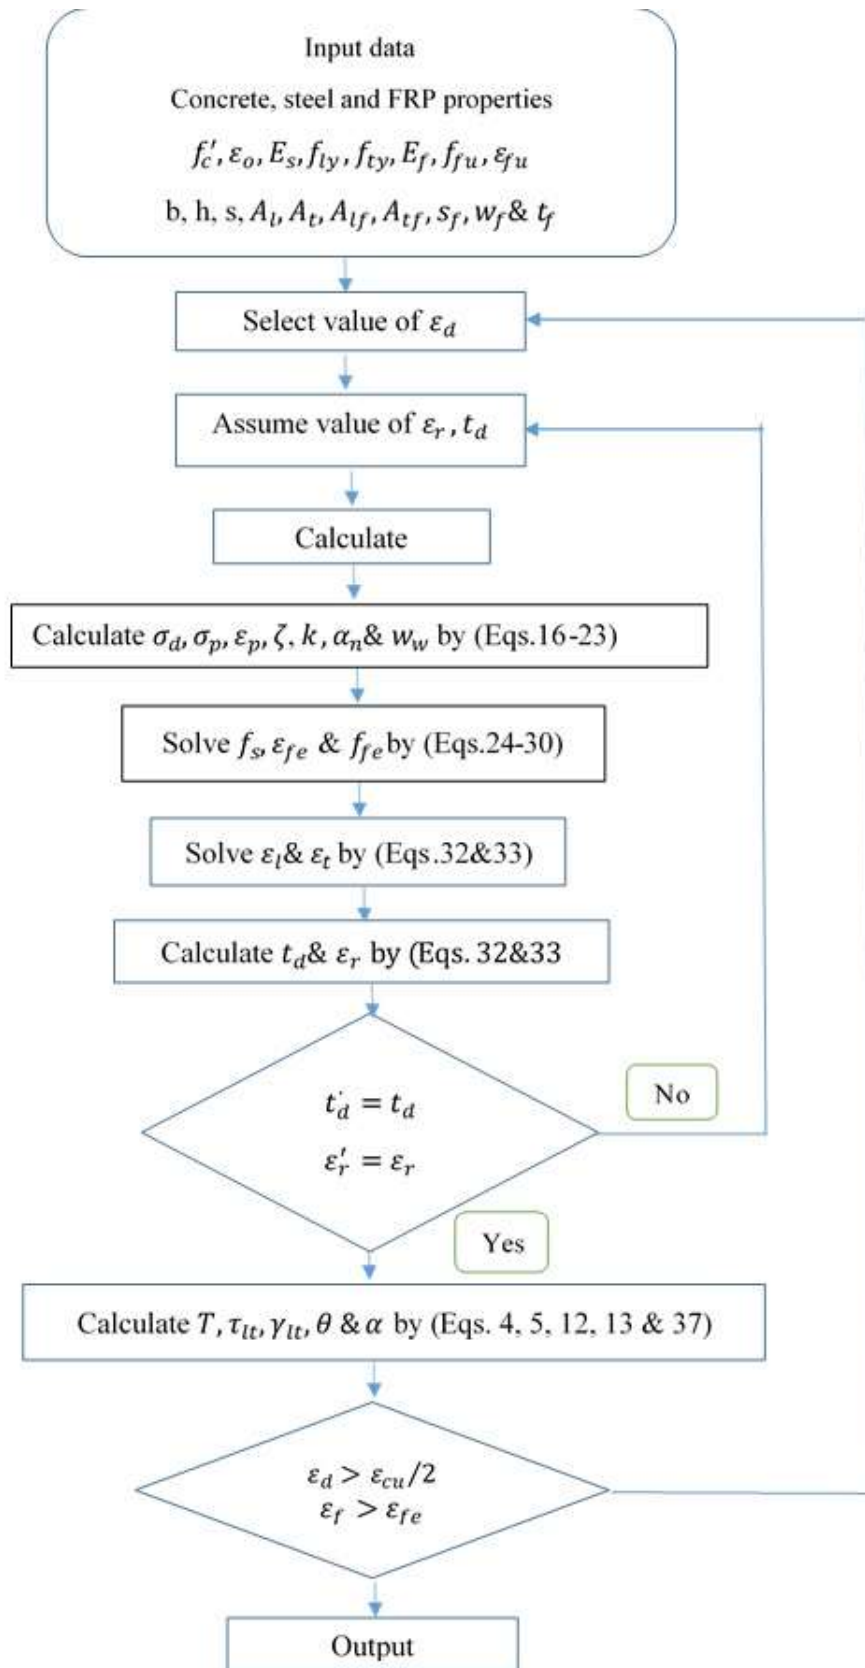 Input data
Concrete, steel and FRP properties
f′c, εo, Es, fly, fty, Ef, ffu, εfu
b, h, s, Al, At, Alf, Atf, sf, wf& tf
Select value of εd
Assume value of εr, td
Calculate
Calculate σd, σp, εp, ζ, k, αn& ww by (Eqs.16-23)
Solve fs, εfe & ffe by (Eqs.24-30)
Solve εl& εt by (Eqs.32&33)
Calculate td& εr by (Eqs. 32&33
t˙d = td
ε′r = εr
No
Yes
Calculate T, τlt, γlt, θ & α by (Eqs. 4, 5, 12, 13 & 37)
εd > εcu/2
εf > εfe
Output